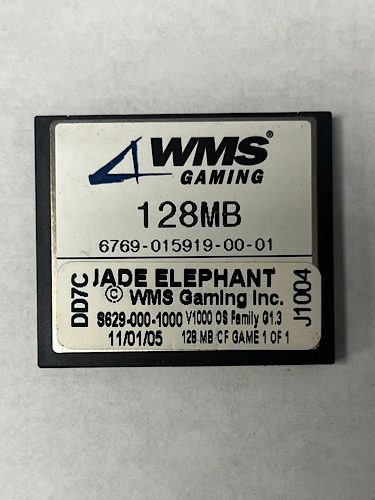 WMS®
GAMING
128MB
6769-015919-00-01
DD7C
JADE ELEPHANT
© WMS Gaming Inc.
S629-000-1000 V1000 OS Family G1.3
11/01/05 128 MB CF GAME 1 OF 1
J1004